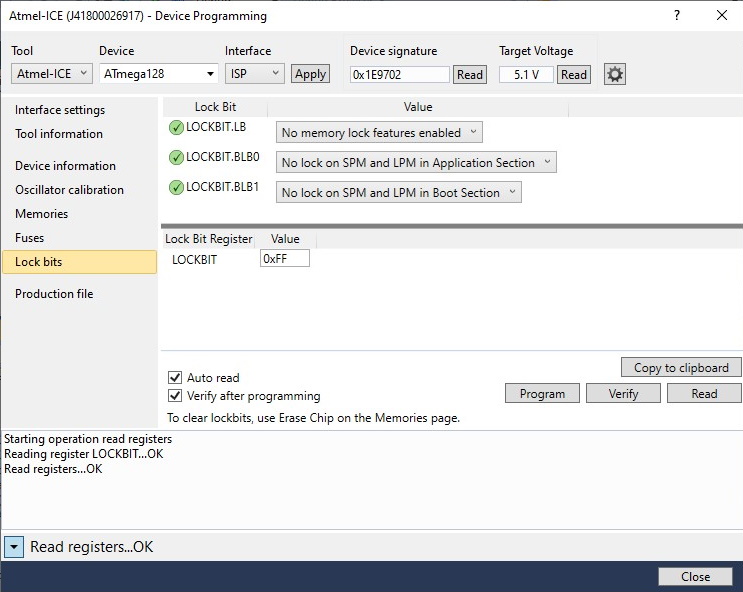 Atmel-ICE (J41800026917) - Device Programming
?
Tool Device Interface Device signature Target Voltage
Atmel-ICE ATmega128 ISP Apply 0x1E9702 Read 5.1 V Read
Interface settings
Tool information
Device information
Oscillator calibration
Memories
Fuses
Lock bits
Production file
Lock Bit Value
LOCKBIT.LB No memory lock features enabled
LOCKBIT.BLB0 No lock on SPM and LPM in Application Section
LOCKBIT.BLB1 No lock on SPM and LPM in Boot Section
Lock Bit Register Value
LOCKBIT 0xFF
Copy to clipboard
Auto read
Verify after programming
Program Verify Read
To clear lockbits, use Erase Chip on the Memories page.
Starting operation read registers
Reading register LOCKBIT...OK
Read registers...OK
Read registers...OK
Close